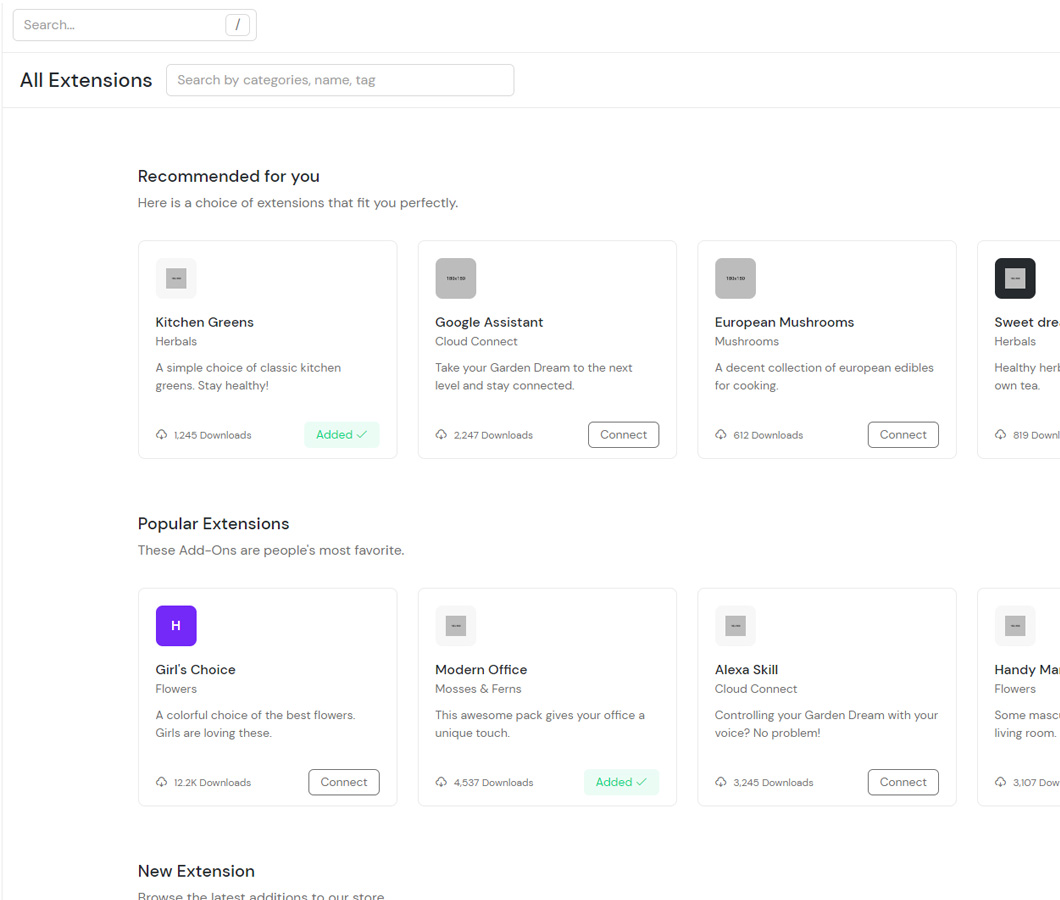 Search... /
All Extensions Search by categories, name, tag
Recommended for you
Here is a choice of extensions that fit you perfectly.
Kitchen Greens
Herbals
A simple choice of classic kitchen
greens. Stay healthy!
1,245 Downloads Added
180x180
Google Assistant
Cloud Connect
Take your Garden Dream to the next
level and stay connected.
2,247 Downloads Connect
180x180
European Mushrooms
Mushrooms
A decent collection of european edibles
for cooking.
612 Downloads Connect
Sweet dre
Herbals
Healthy herb
own tea.
819 Downl
Popular Extensions
These Add-Ons are people's most favorite.
H
Girl's Choice
Flowers
A colorful choice of the best flowers.
Girls are loving these.
12.2K Downloads Connect
Modern Office
Mosses & Ferns
This awesome pack gives your office a
unique touch.
4,537 Downloads Added
Alexa Skill
Cloud Connect
Controlling your Garden Dream with your
voice? No problem!
3,245 Downloads Connect
Handy Ma
Flowers
Some mascu
living room.
3,107 Dow
New Extension
Browse the latest additions to our store